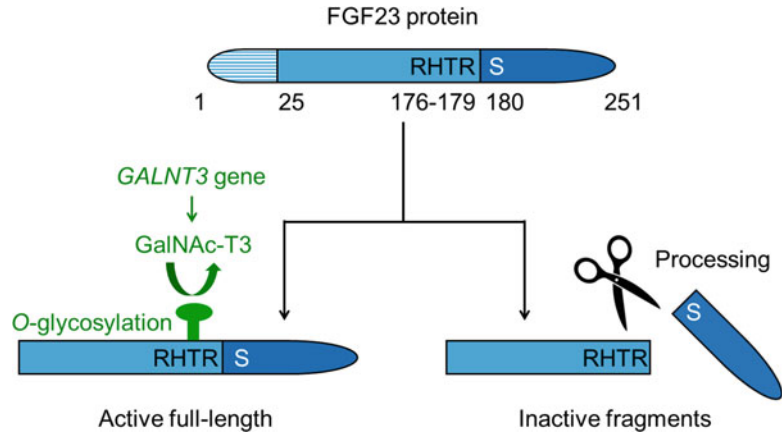 FGF23 protein
RHTR S
1 25 176-179 180 251
GALNT3 gene
GalNAc-T3
O-glycosylation
RHTR S
Active full-length
Processing
S
RHTR
Inactive fragments